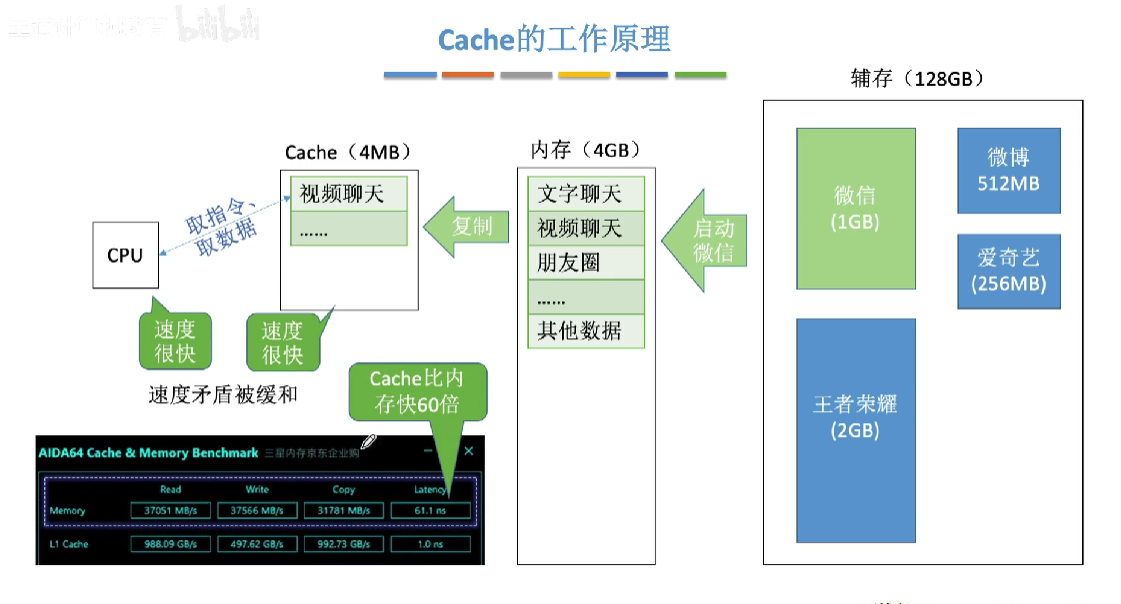 bilibili
Cache的工作原理
辅存（128GB）
Cache（4MB）
内存（4GB）
视频聊天
……
取指令、
取数据
CPU
复制
文字聊天
视频聊天
朋友圈
……
其他数据
启动
微信
微信
(1GB)
微博
512MB
爱奇艺
(256MB)
王者荣耀
(2GB)
速度
很快
速度
很快
速度矛盾被缓和
Cache比内
存快60倍
AIDA64 Cache & Memory Benchmark 三星内存京东企业购
Read Write Copy Latency
Memory 37051 MB/s 37566 MB/s 31781 MB/s 61.1 ns
L1 Cache 988.09 GB/s 497.62 GB/s 992.73 GB/s 1.0 ns